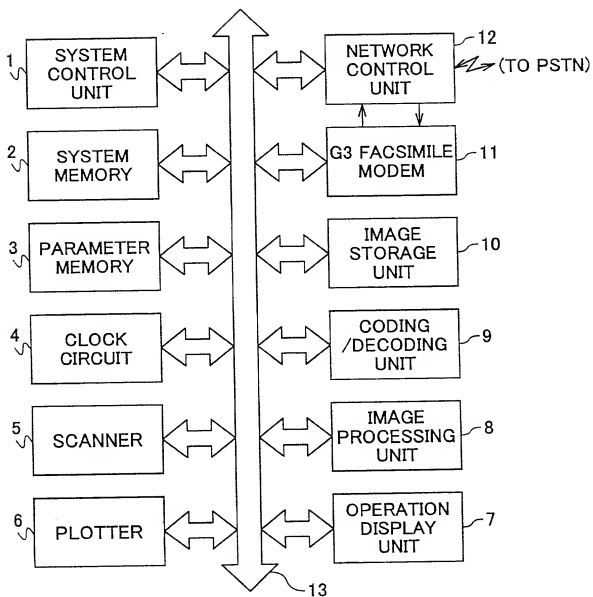 1
SYSTEM
CONTROL
UNIT
2
SYSTEM
MEMORY
3
PARAMETER
MEMORY
4
CLOCK
CIRCUIT
5
SCANNER
6
PLOTTER
12
NETWORK
CONTROL
UNIT
(TO PSTN)
G3 FACSIMILE
MODEM
11
IMAGE
STORAGE
UNIT
10
CODING
/DECODING
UNIT
9
IMAGE
PROCESSING
UNIT
8
OPERATION
DISPLAY
UNIT
7
13